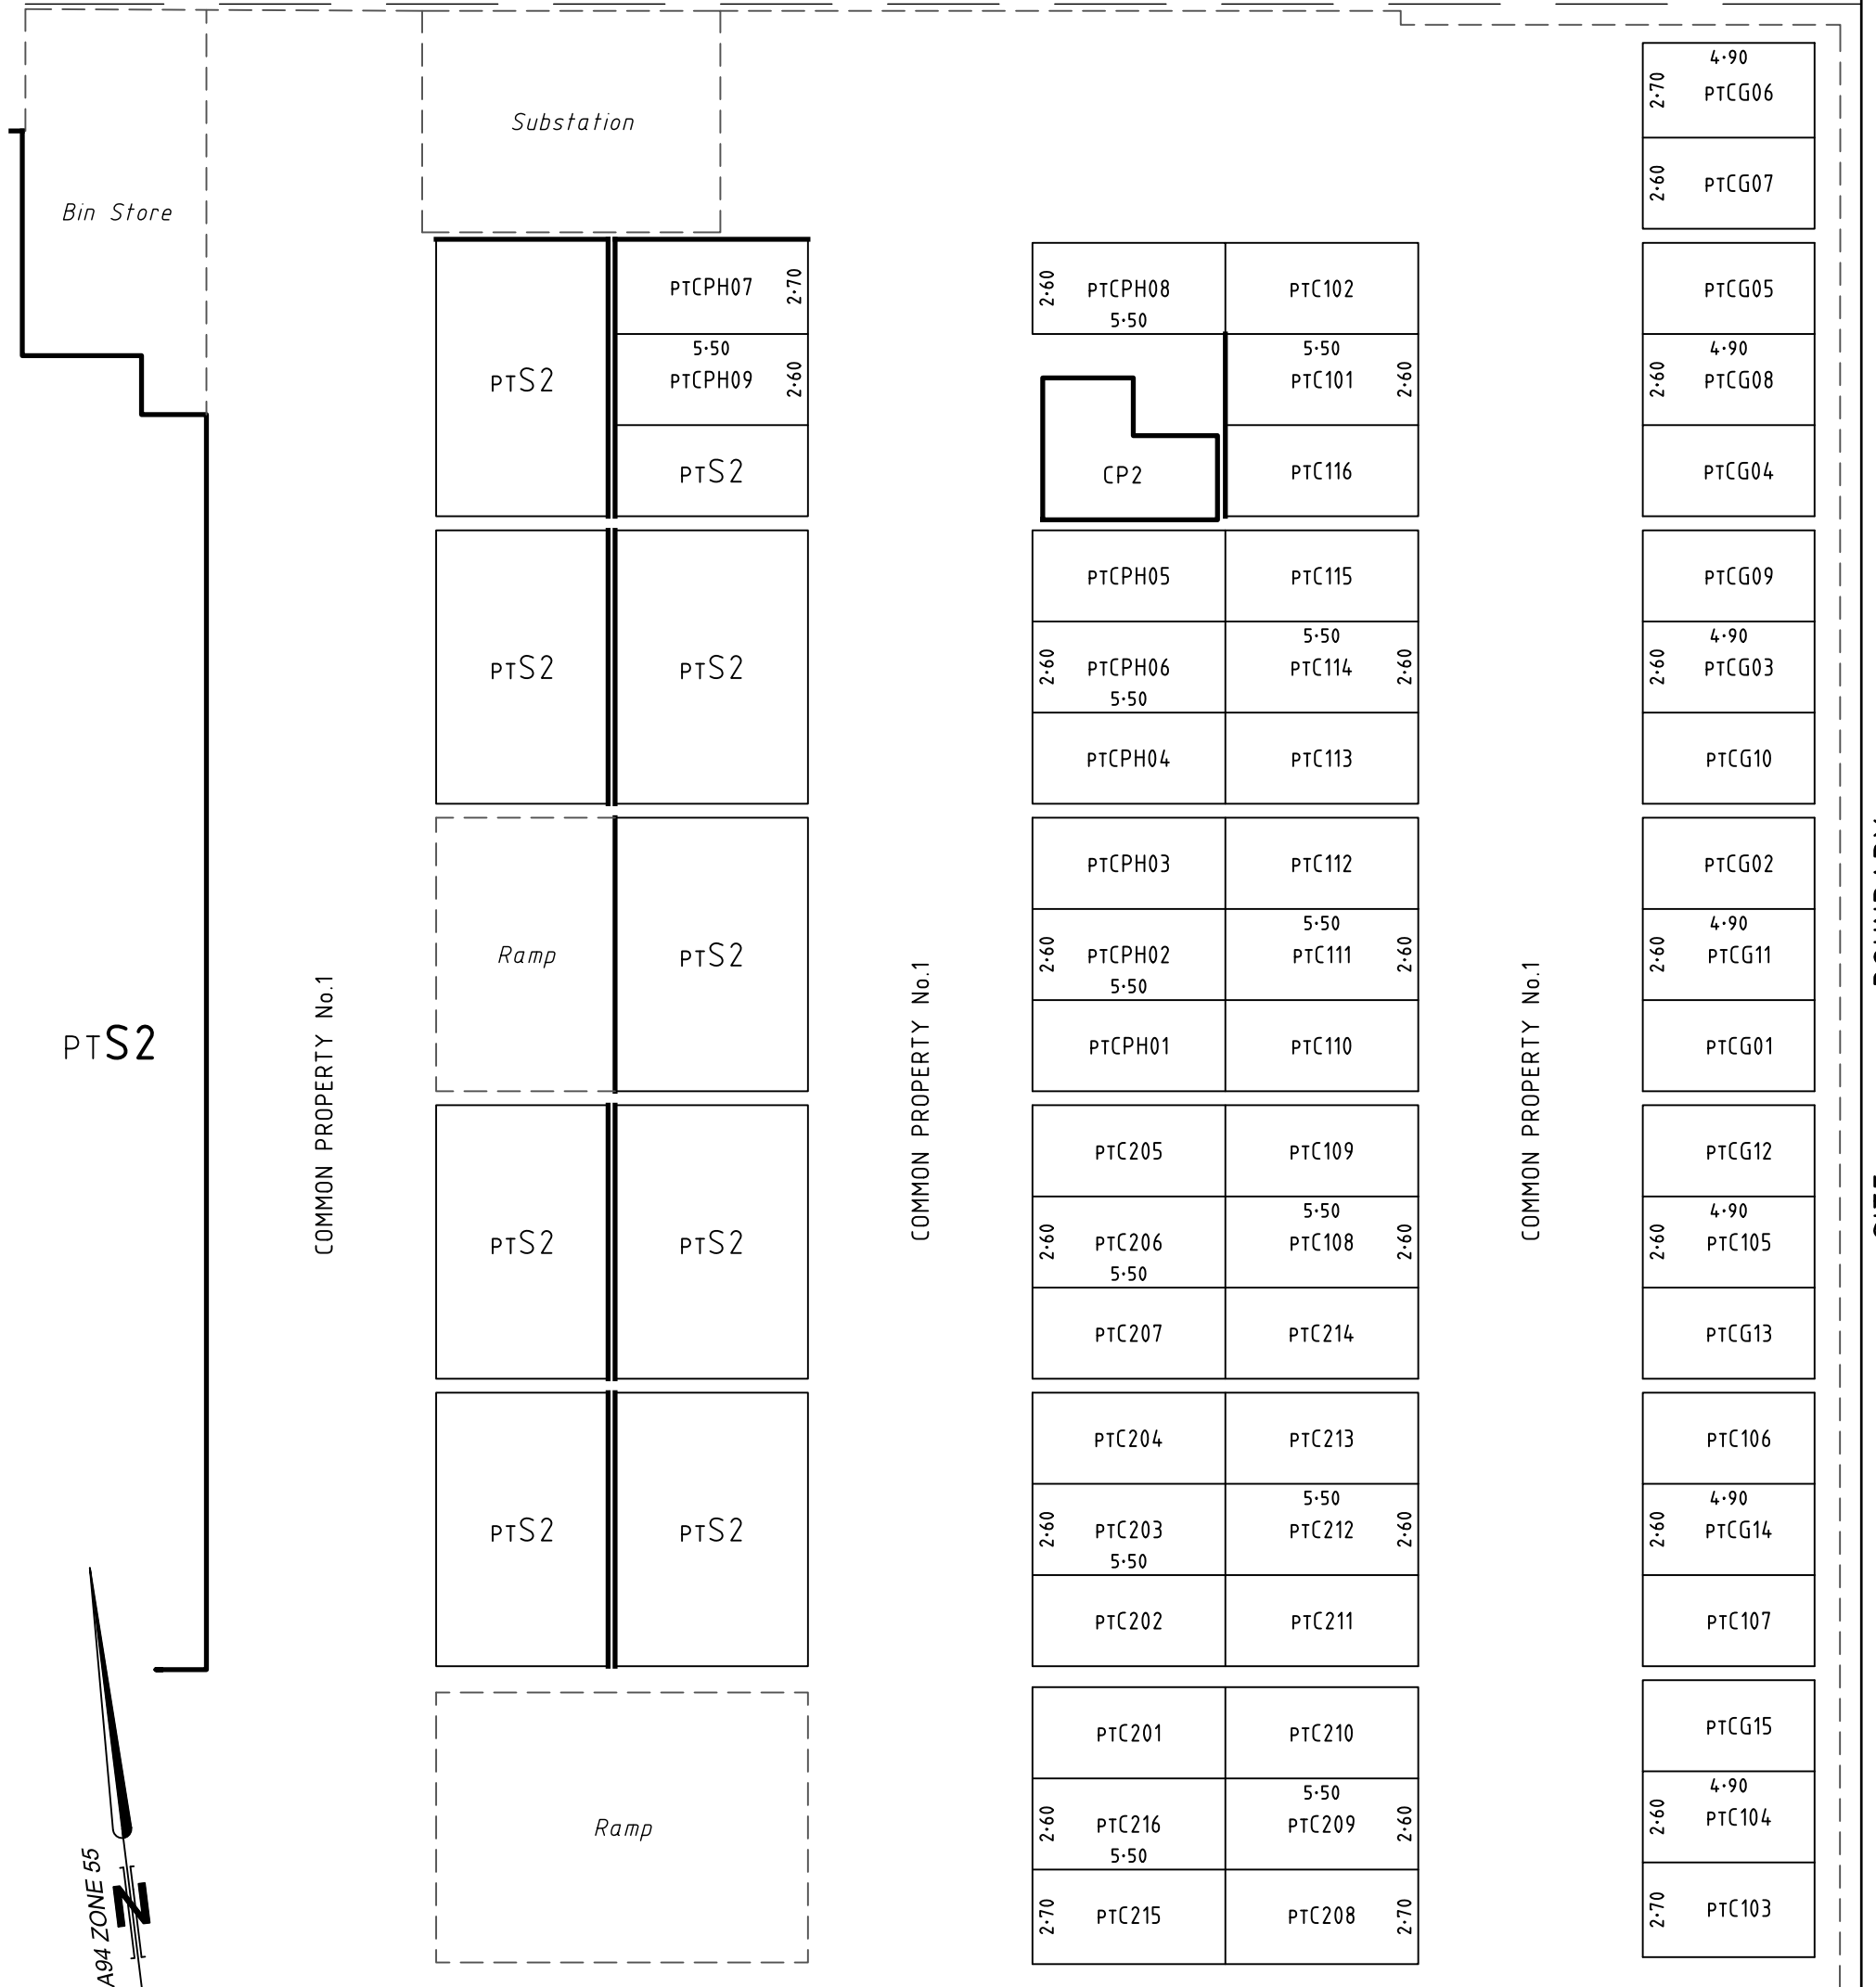 Bin Store
PTS2
A94 ZONE 55
N
COMMON PROPERTY No.1
Substation
PTS2
PTS2
Ramp
PTS2
PTS2
PTCPH07
2·70
5·50
PTCPH09
2·60
PTS2
PTS2
PTS2
PTS2
PTS2
Ramp
COMMON PROPERTY No.1
2·60
PTCPH08
5·50
CP2
PTCPH05
2·60
PTCPH06
5·50
PTCPH04
PTCPH03
2·60
PTCPH02
5·50
PTCPH01
PTC205
2·60
PTC206
5·50
PTC207
PTC204
2·60
PTC203
5·50
PTC202
PTC201
2·60
PTC216
5·50
2·70
PTC215
PTC102
5·50
PTC101
2·60
PTC116
PTC115
5·50
PTC114
2·60
PTC113
PTC112
5·50
PTC111
2·60
PTC110
PTC109
5·50
PTC108
2·60
PTC214
PTC213
5·50
PTC212
2·60
PTC211
PTC210
5·50
PTC209
2·60
PTC208
2·70
COMMON PROPERTY No.1
4·90
2·70
PTCG06
2·60
PTCG07
PTCG05
4·90
2·60
PTCG08
PTCG04
PTCG09
4·90
2·60
PTCG03
PTCG10
PTCG02
4·90
2·60
PTCG11
PTCG01
PTCG12
4·90
2·60
PTC105
PTCG13
PTC106
4·90
2·60
PTCG14
PTC107
PTCG15
4·90
2·60
PTC104
2·70
PTC103